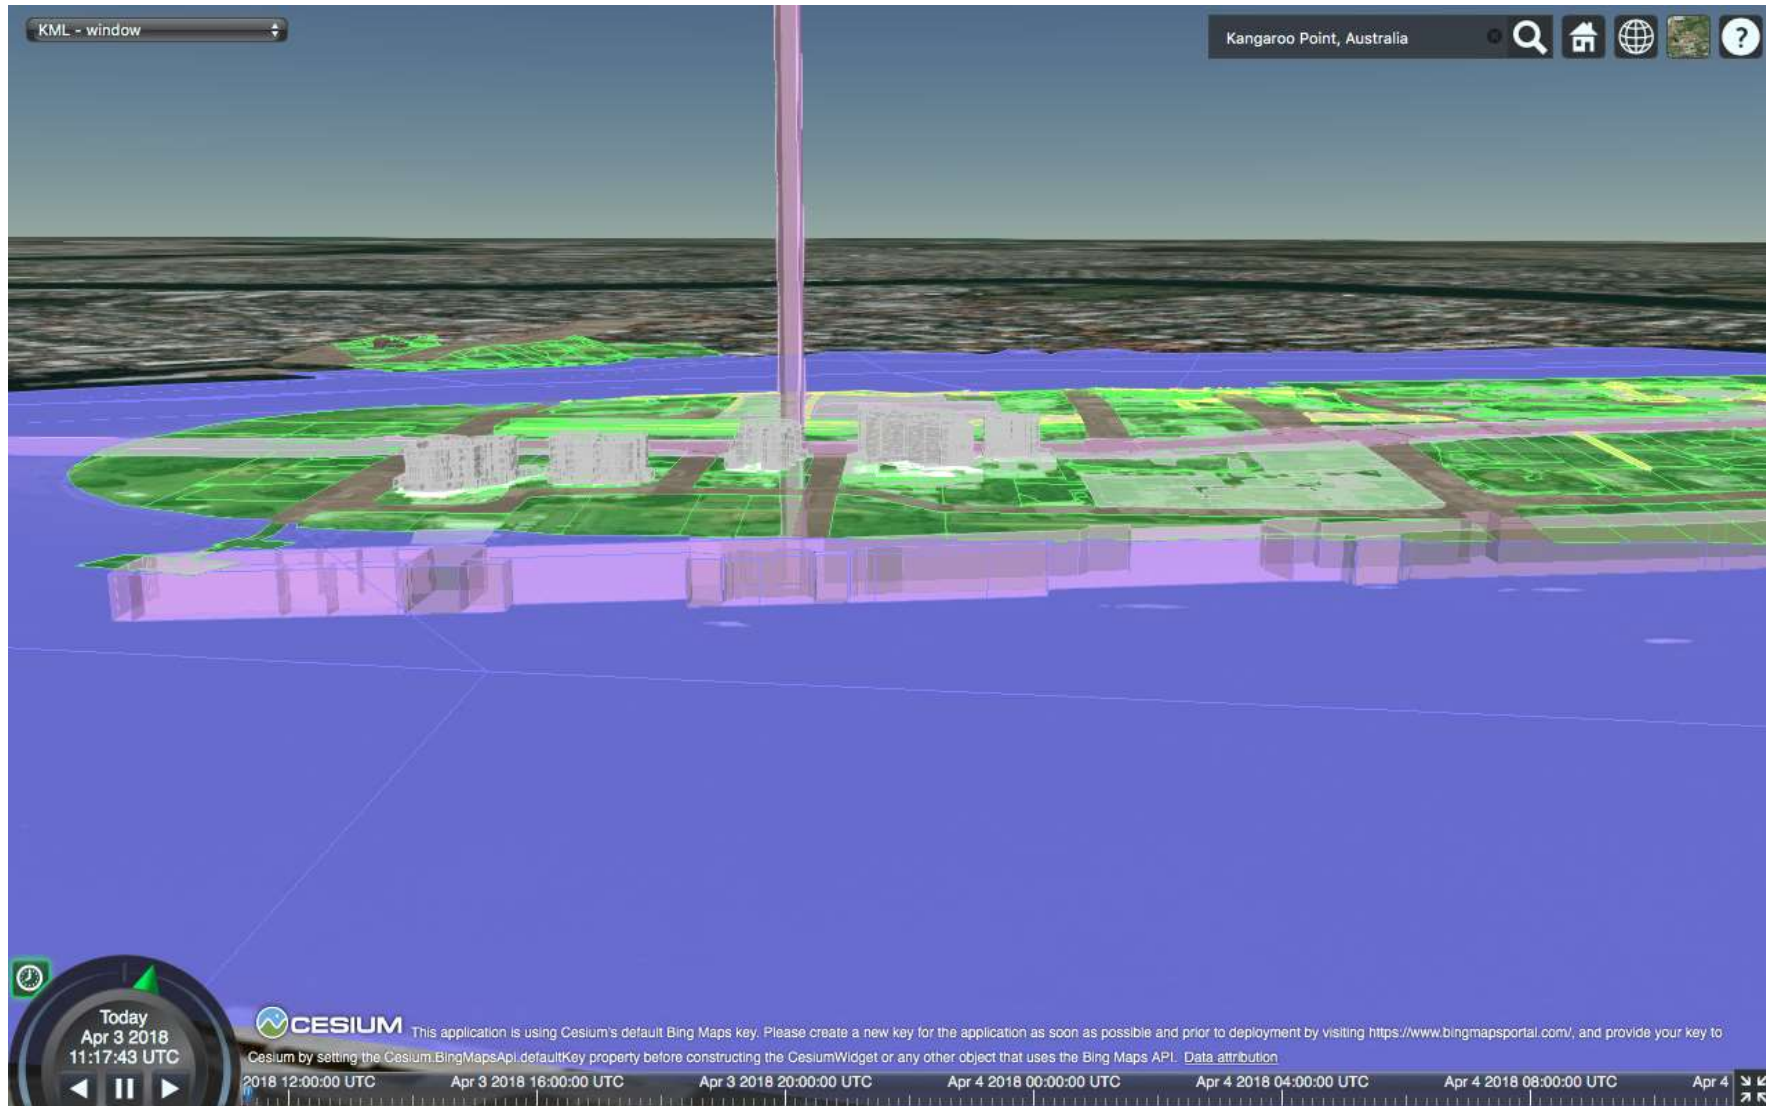 KML - window
Kangaroo Point, Australia
?
Today
Apr 3 2018
11:17:43 UTC
CESIUM This application is using Cesium's default Bing Maps key. Please create a new key for the application as soon as possible and prior to deployment by visiting https://www.bingmapsportal.com/, and provide your key to
Cesium by setting the Cesium.BingMapsApi.defaultKey property before constructing the CesiumWidget or any other object that uses the Bing Maps API. Data attribution
2018 12:00:00 UTC Apr 3 2018 16:00:00 UTC Apr 3 2018 20:00:00 UTC Apr 4 2018 00:00:00 UTC Apr 4 2018 04:00:00 UTC Apr 4 2018 08:00:00 UTC Apr 4